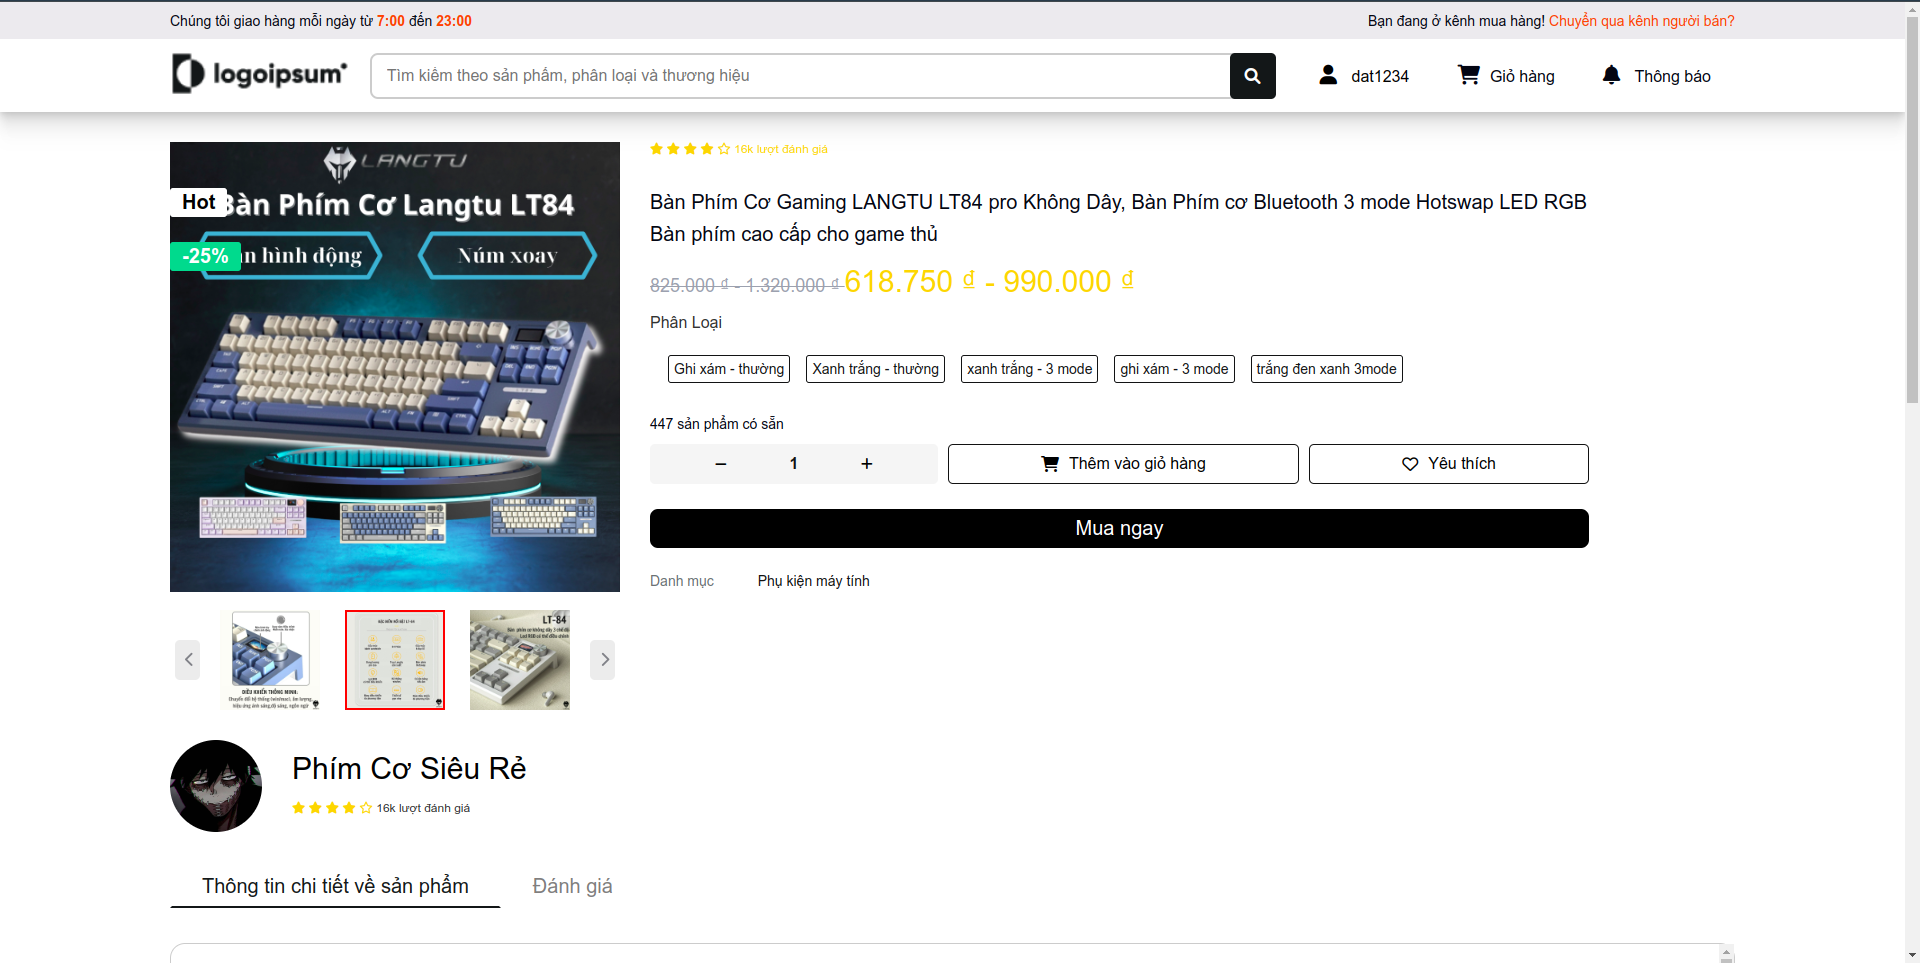 Chúng tôi giao hàng mỗi ngày từ 7:00 đến 23:00
Bạn đang ở kênh mua hàng! Chuyển qua kênh người bán?
logoipsum
Tìm kiếm theo sản phẩm, phân loại và thương hiệu
dat1234
Giỏ hàng
Thông báo
LANGTU
Hot
Bàn Phím Cơ Langtu LT84
-25%
n hình động
Núm xoay
16k lượt đánh giá
Bàn Phím Cơ Gaming LANGTU LT84 pro Không Dây, Bàn Phím cơ Bluetooth 3 mode Hotswap LED RGB
Bàn phím cao cấp cho game thủ
825.000 ₫ - 1.320.000 ₫ 618.750 ₫ - 990.000 ₫
Phân Loại
Ghi xám - thường
Xanh trắng - thường
xanh trắng - 3 mode
ghi xám - 3 mode
trắng đen xanh 3mode
447 sản phẩm có sẵn
− 1 +
Thêm vào giỏ hàng
Yêu thích
Mua ngay
Danh mục
Phụ kiện máy tính
ĐIỀU KHIỂN THÔNG MINH:
LT-84
Phím Cơ Siêu Rẻ
16k lượt đánh giá
Thông tin chi tiết về sản phẩm
Đánh giá